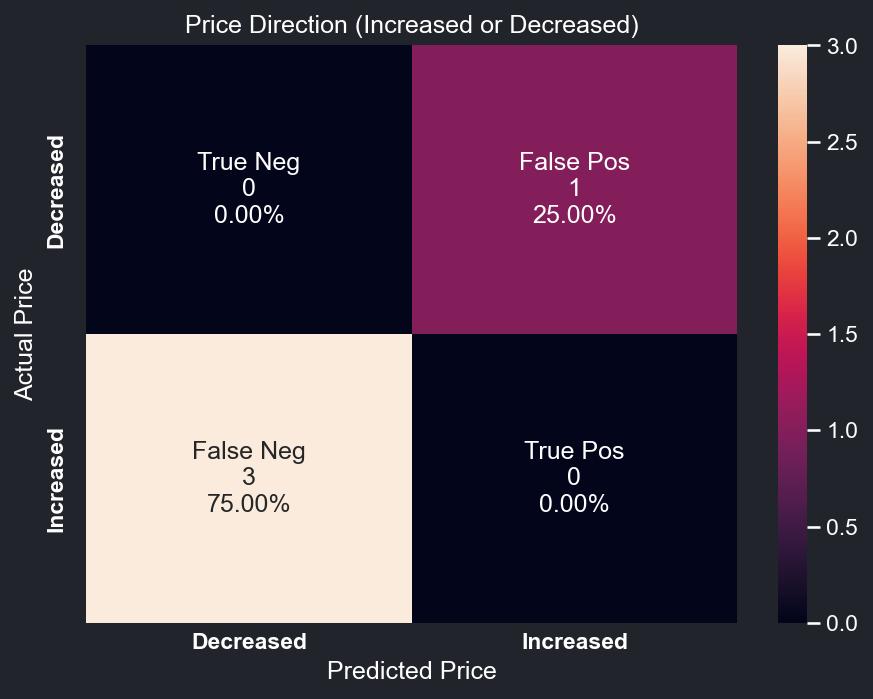 Price Direction (Increased or Decreased)
Actual Price
Decreased
Increased
True Neg
0
0.00%
False Pos
1
25.00%
False Neg
3
75.00%
True Pos
0
0.00%
Decreased
Increased
Predicted Price
3.0
2.5
2.0
1.5
1.0
0.5
0.0